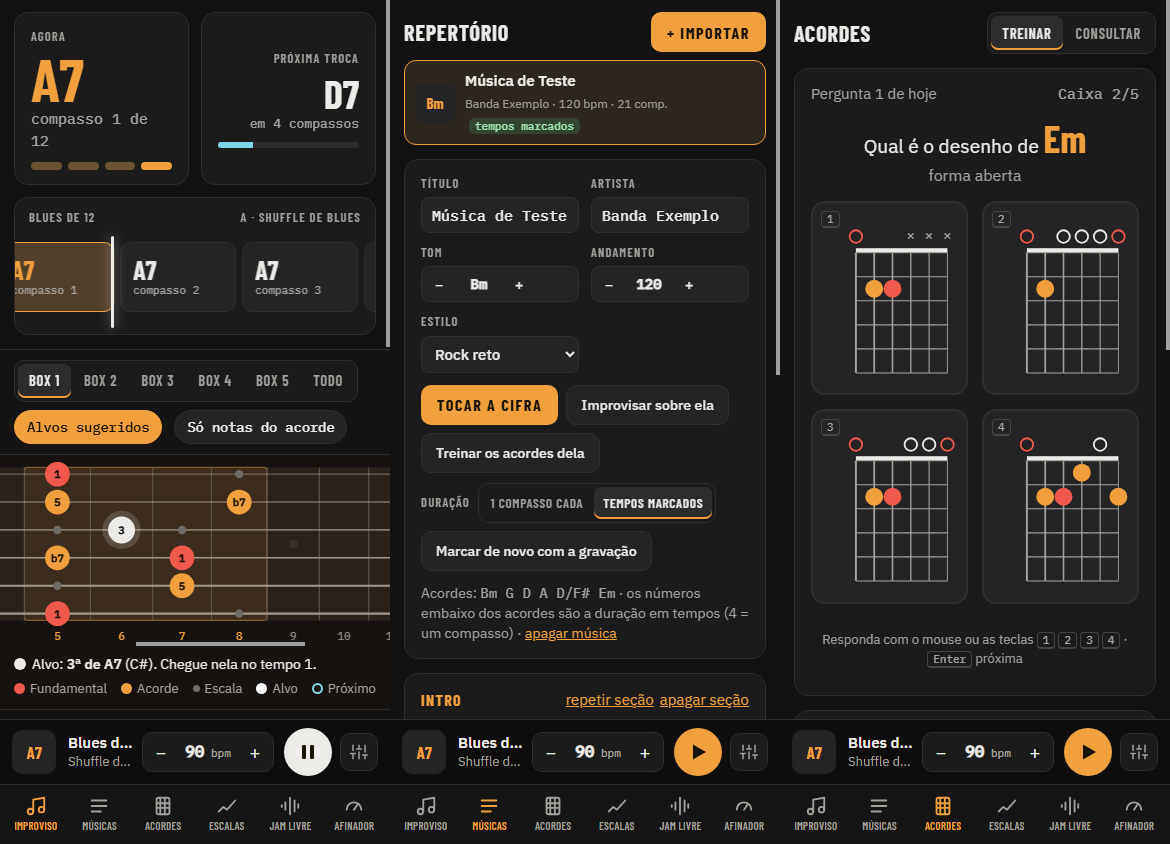 AGORA
A7
compasso 1 de
12
PRÓXIMA TROCA
D7
em 4 compassos
BLUES DE 12
A · SHUFFLE DE BLUES
A7
compasso 1
A7
compasso 2
A7
compasso 3
BOX 1 BOX 2 BOX 3 BOX 4 BOX 5 TODO
Alvos sugeridos
Só notas do acorde
1
5 b7
3
b7 1
5
1
5 6 7 8 9 10 1
Alvo: 3ª de A7 (C#). Chegue nela no tempo 1.
Fundamental Acorde Escala Alvo Próximo
A7
Blues d...
Shuffle d...
− 90 bpm +
IMPROVISO MÚSICAS ACORDES ESCALAS JAM LIVRE AFINADOR
REPERTÓRIO
+ IMPORTAR
Bm
Música de Teste
Banda Exemplo · 120 bpm · 21 comp.
tempos marcados
TÍTULO
Música de Teste
ARTISTA
Banda Exemplo
TOM
− Bm +
ANDAMENTO
− 120 +
ESTILO
Rock reto
TOCAR A CIFRA
Improvisar sobre ela
Treinar os acordes dela
DURAÇÃO
1 COMPASSO CADA
TEMPOS MARCADOS
Marcar de novo com a gravação
Acordes: Bm G D A D/F# Em · os números
embaixo dos acordes são a duração em tempos (4 =
um compasso) · apagar música
INTRO
repetir seção apagar seção
A7
Blues d...
Shuffle d...
− 90 bpm +
IMPROVISO MÚSICAS ACORDES ESCALAS JAM LIVRE AFINADOR
ACORDES
TREINAR CONSULTAR
Pergunta 1 de hoje
Caixa 2/5
Qual é o desenho de Em
forma aberta
1
× × ×
2
3
4
Responda com o mouse ou as teclas 1 2 3 4 ·
Enter próxima
A7
Blues d...
Shuffle d...
− 90 bpm +
IMPROVISO MÚSICAS ACORDES ESCALAS JAM LIVRE AFINADOR